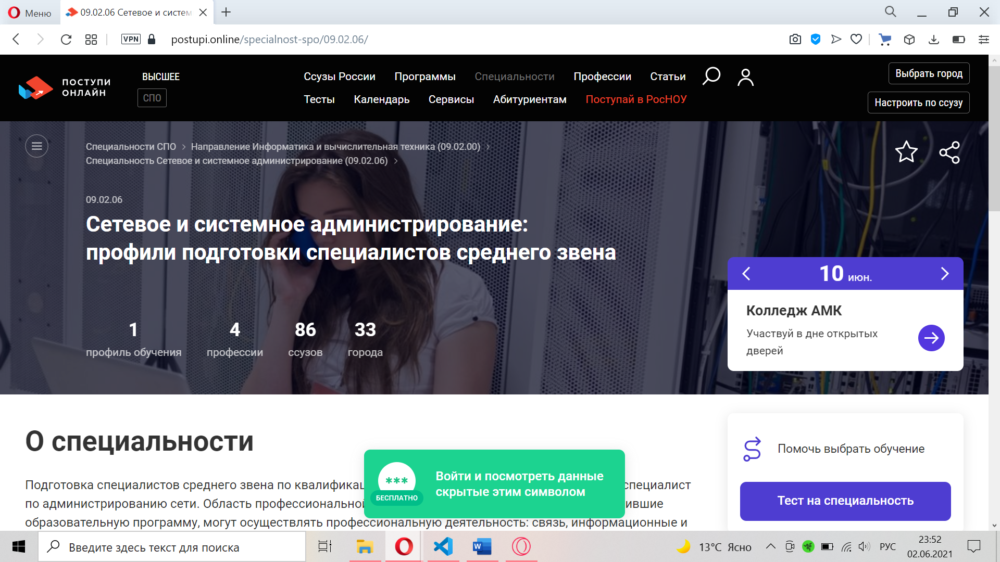 Меню
09.02.06 Сетевое и систем
VPN
postupi.online/specialnost-spo/09.02.06/
ПОСТУПИ
ОНЛАЙН
ВЫСШЕЕ
СПО
Ссузы России Программы Специальности Профессии Статьи
Тесты Календарь Сервисы Абитуриентам Поступай в РосНОУ
Выбрать город
Настроить по ссузу
Специальности СПО > Направление Информатика и вычислительная техника (09.02.00) >
Специальность Сетевое и системное администрирование (09.02.06) >
09.02.06
Сетевое и системное администрирование:
профили подготовки специалистов среднего звена
1 4 86 33
профиль обучения профессии ссузов города
10 июн.
Колледж АМК
Участвуй в дне открытых
дверей
О специальности
Подготовка специалистов среднего звена по квалификац специалист
по администрированию сети. Область профессиональной ившие
образовательную программу, могут осуществлять профессиональную деятельность: связь, информационные и
***
БЕСПЛАТНО
Войти и посмотреть данные
скрытые этим символом
Помочь выбрать обучение
Тест на специальность
Введите здесь текст для поиска
W
13°C Ясно
РУС
23:52
02.06.2021